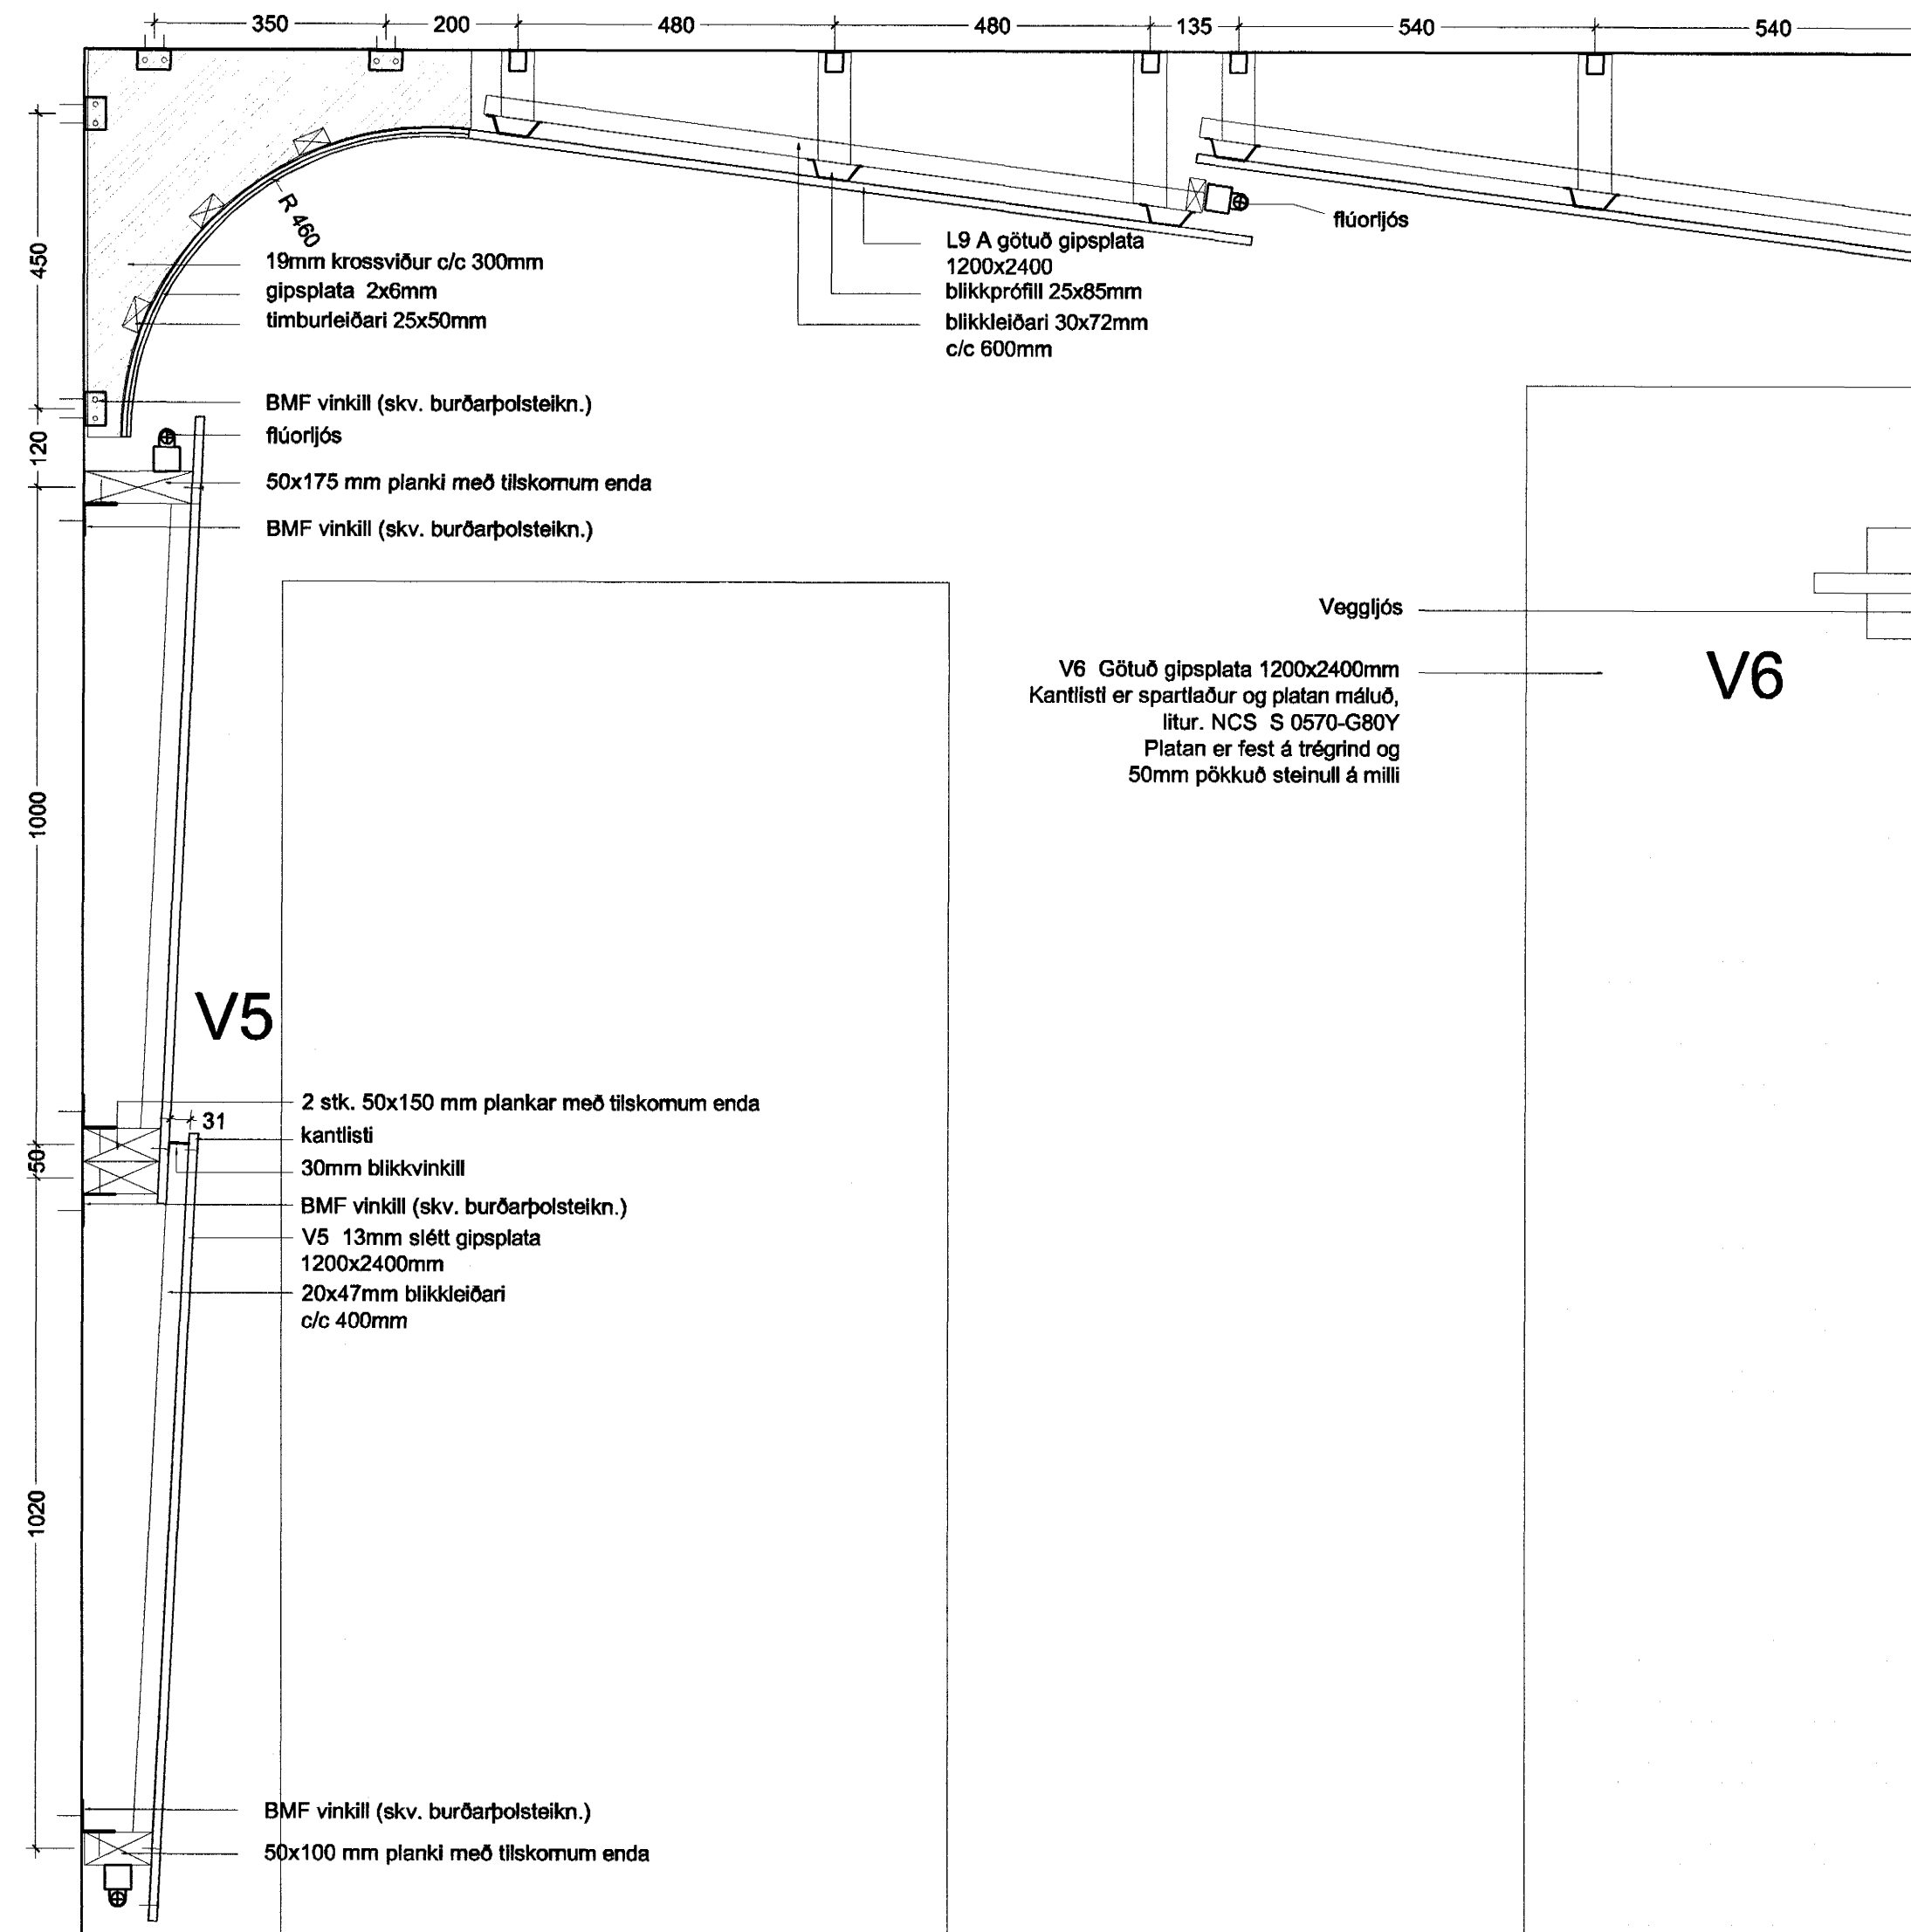 350
200
480
480
135
540
540
450
120
1000
50
1020
R 460
19mm krossviður c/c 300mm
gipsplata 2x6mm
timburleiðari 25x50mm
L9 A götuð gipsplata
1200x2400
blikkprófill 25x85mm
blikkleiðari 30x72mm
c/c 600mm
flúorljós
BMF vinkill (skv. burðarþolsteikn.)
flúorljós
50x175 mm planki með tilskornum enda
BMF vinkill (skv. burðarþolsteikn.)
Veggljós
V6 Götuð gipsplata 1200x2400mm
Kantlisti er spartlaður og platan máluð,
litur. NCS S 0570-G80Y
Platan er fest á trégrind og
50mm pökkuð steinull á milli
V6
V5
2 stk. 50x150 mm plankar með tilskornum enda
31
kantlisti
30mm blikkvinkill
BMF vinkill (skv. burðarþolsteikn.)
V5 13mm slétt gipsplata
1200x2400mm
20x47mm blikkleiðari
c/c 400mm
BMF vinkill (skv. burðarþolsteikn.)
50x100 mm planki með tilskornum enda